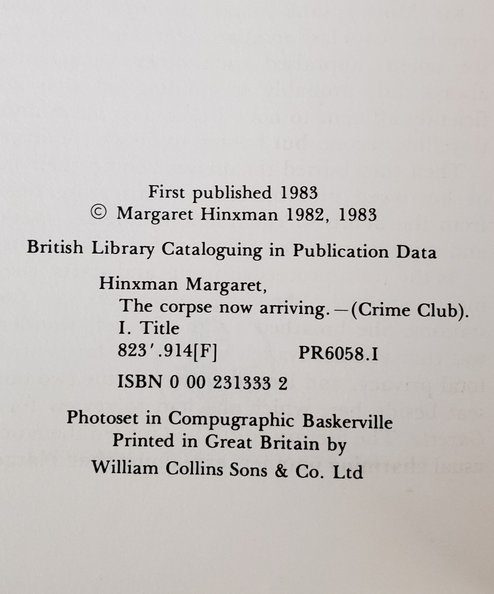 First published 1983
© Margaret Hinxman 1982, 1983
British Library Cataloguing in Publication Data
Hinxman Margaret,
The corpse now arriving.—(Crime Club).
I. Title
823'.914[F] PR6058.I
ISBN 0 00 231333 2
Photoset in Compugraphic Baskerville
Printed in Great Britain by
William Collins Sons & Co. Ltd